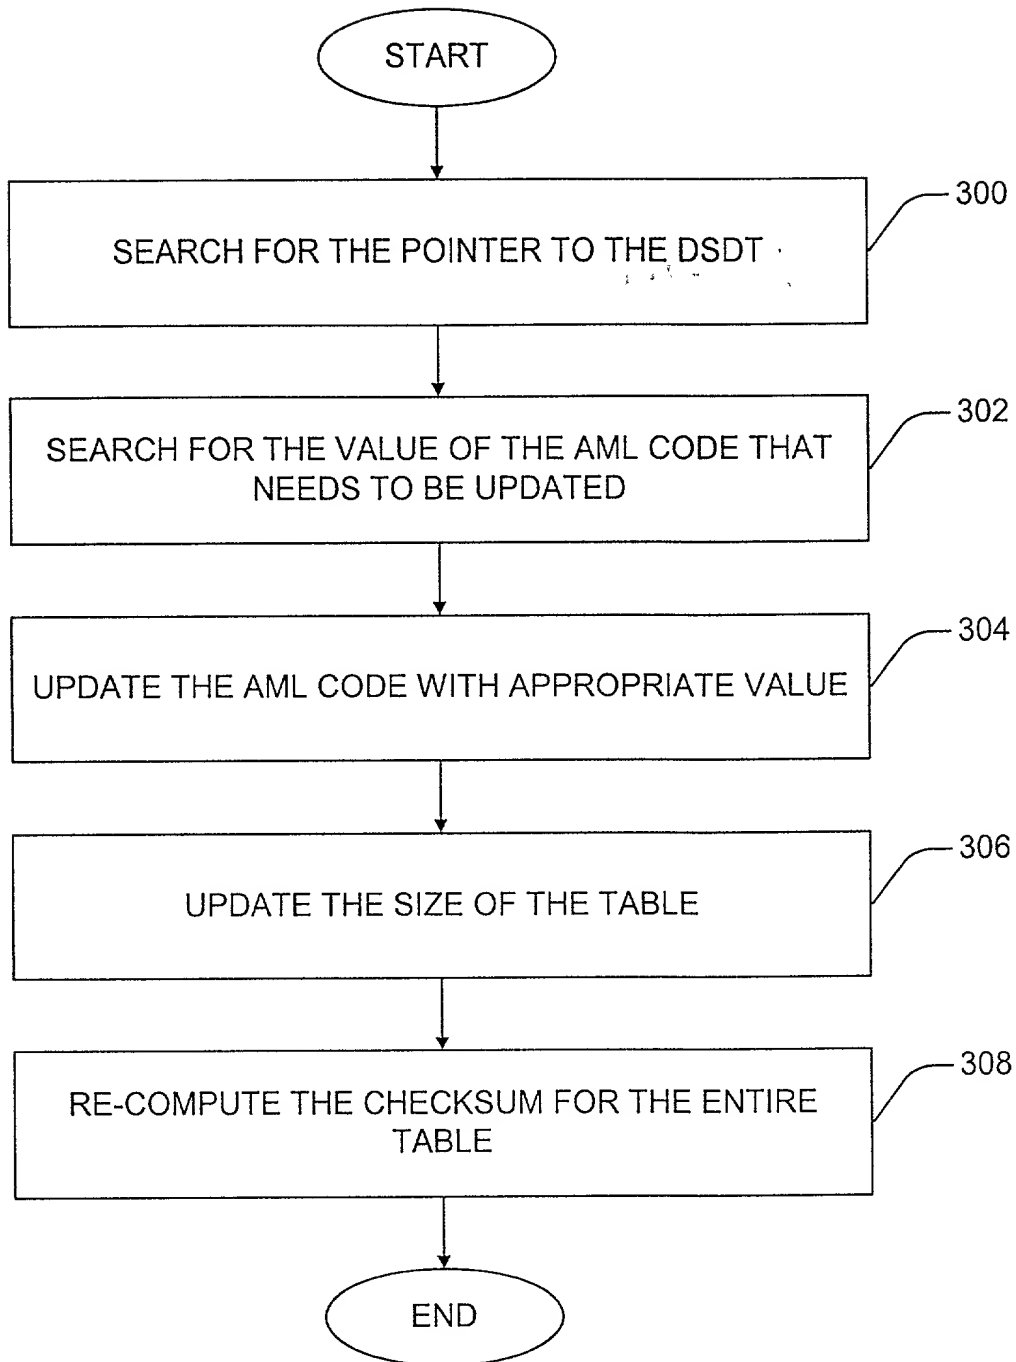 START
300
SEARCH FOR THE POINTER TO THE DSDT
302
SEARCH FOR THE VALUE OF THE AML CODE THAT
NEEDS TO BE UPDATED
304
UPDATE THE AML CODE WITH APPROPRIATE VALUE
306
UPDATE THE SIZE OF THE TABLE
308
RE-COMPUTE THE CHECKSUM FOR THE ENTIRE
TABLE
END